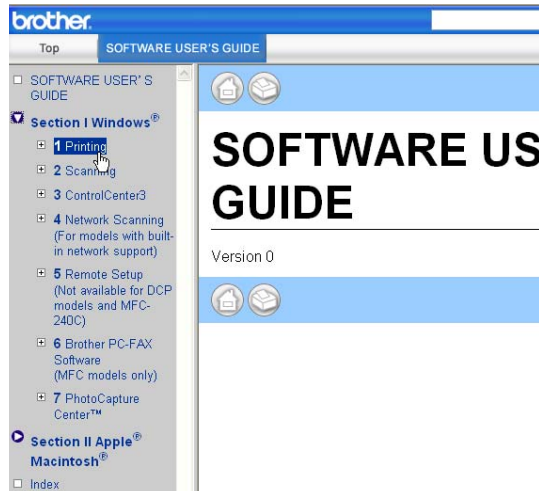 brother
Top
SOFTWARE USER'S GUIDE
SOFTWARE USER' S
GUIDE
Section I Windows®
1 Printing
2 Scanning
3 ControlCenter3
4 Network Scanning
(For models with built-
in network support)
5 Remote Setup
(Not available for DCP
models and MFC-
240C)
6 Brother PC-FAX
Software
(MFC models only)
7 PhotoCapture
Center™
Section II Apple®
Macintosh®
Index
SOFTWARE US
GUIDE
Version 0